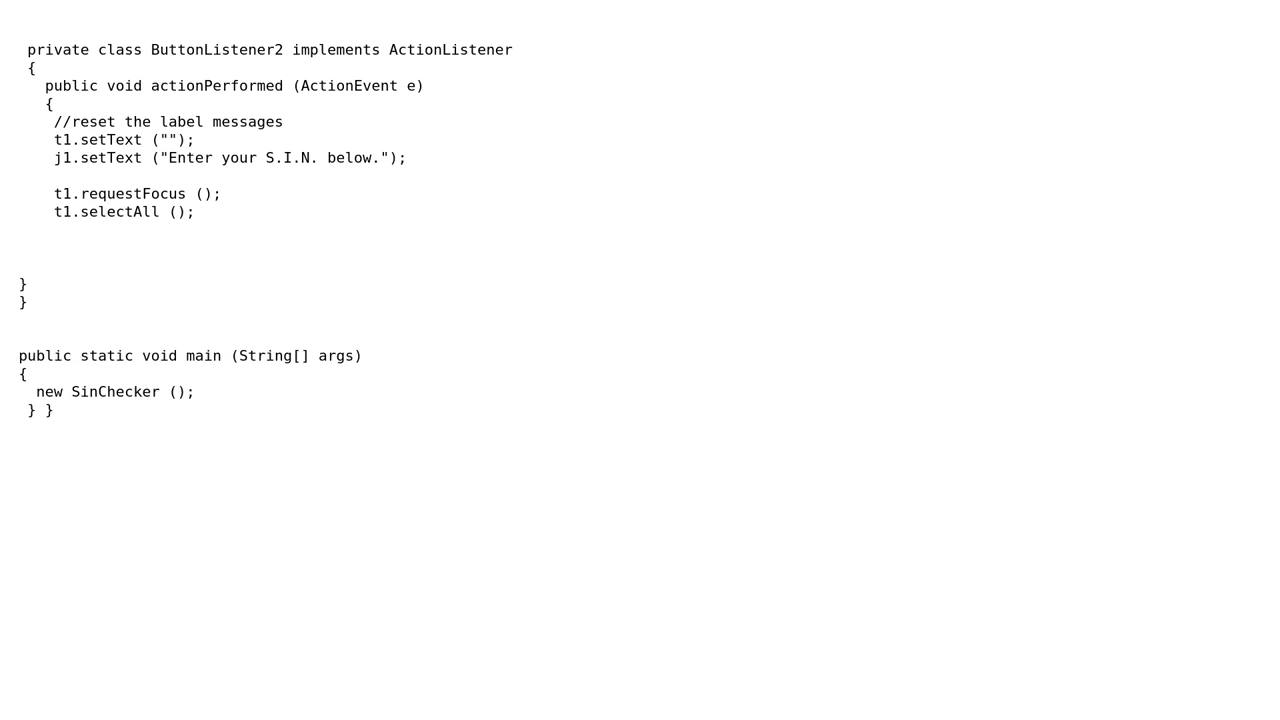 private class ButtonListener2 implements ActionListener
{
public void actionPerformed (ActionEvent e)
{
//reset the label messages
t1.setText ("");
j1.setText ("Enter your S.I.N. below.");
t1.requestFocus ();
t1.selectAll ();
}
}
public static void main (String[] args)
{
new SinChecker ();
} }